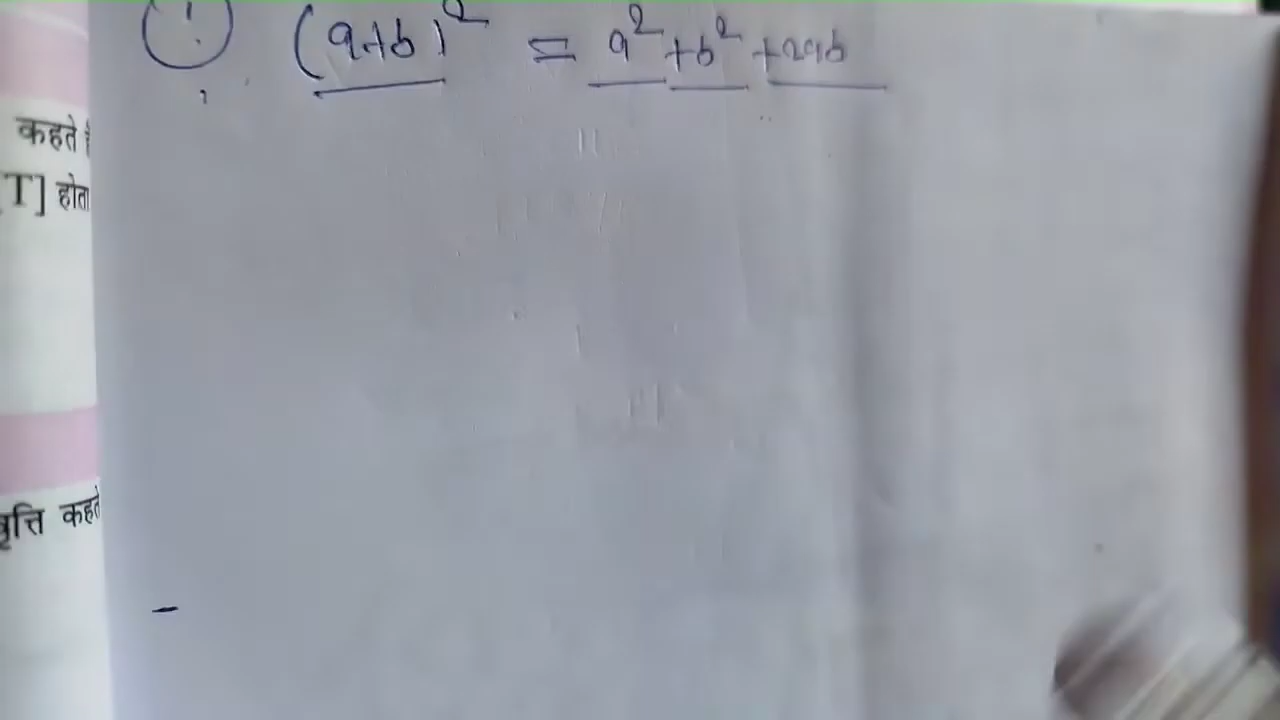 ① (a+b)² = a² + b² + 2ab
कहते
[T] होता
वृत्ति कहते